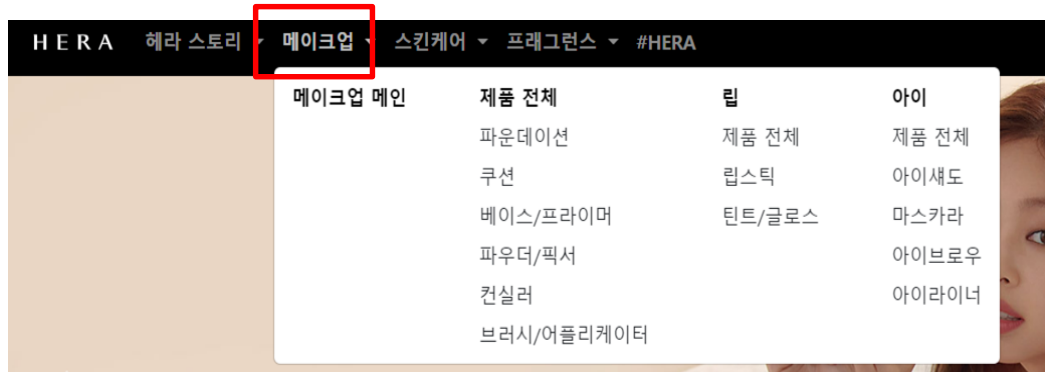 HERA 헤라 스토리 메이크업 스킨케어 프래그런스 #HERA
메이크업 메인
제품 전체
파운데이션
쿠션
베이스/프라이머
파우더/픽서
컨실러
브러시/어플리케이터
립
제품 전체
립스틱
틴트/글로스
아이
제품 전체
아이섀도
마스카라
아이브로우
아이라이너